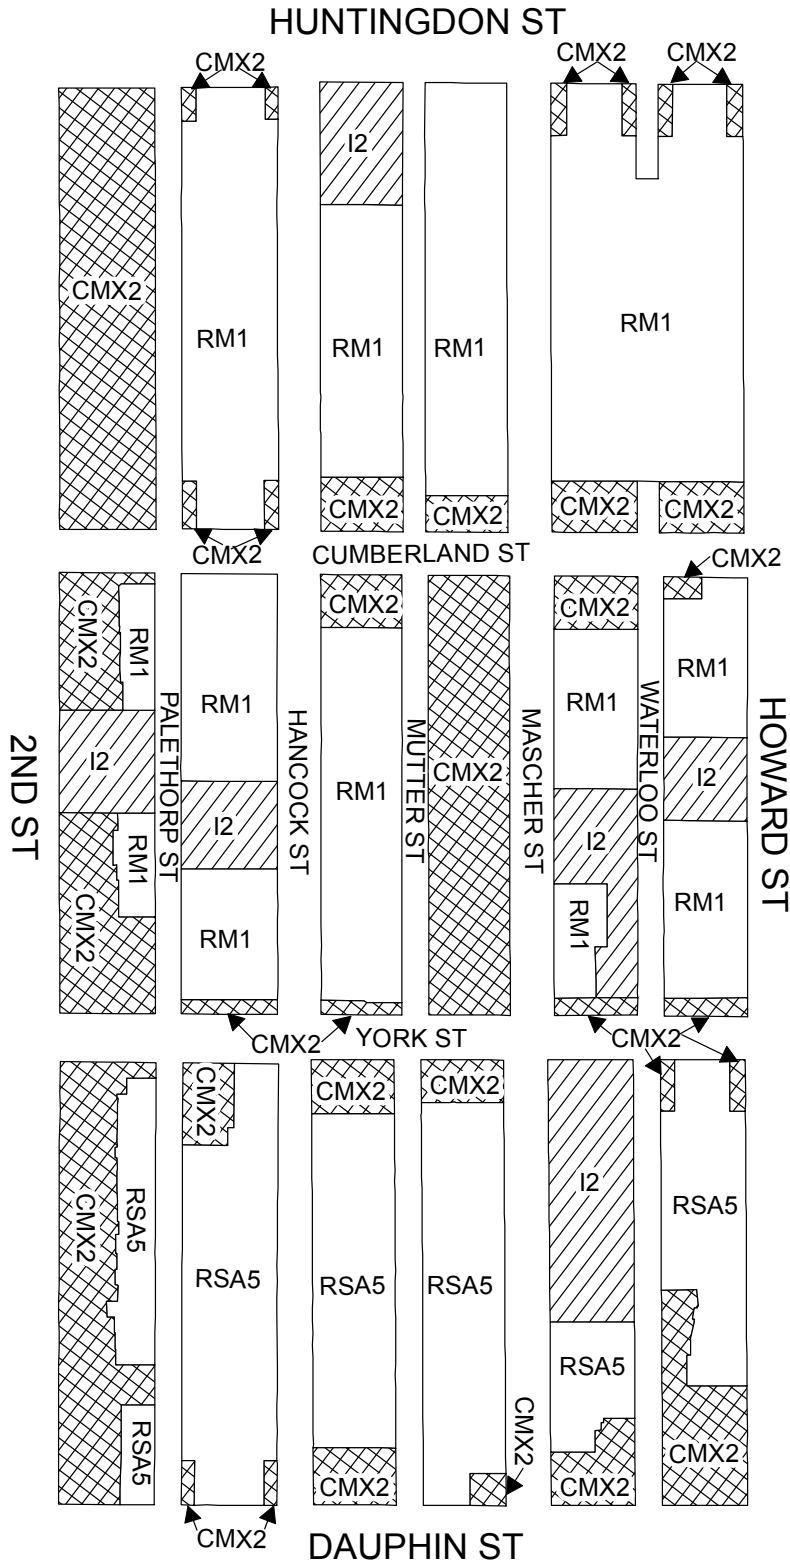 HUNTINGDON ST
CMX2
CMX2
CMX2
I2
CMX2
RM1
RM1
RM1
RM1
CMX2
CMX2
CMX2
CMX2
CMX2
CUMBERLAND ST
CMX2
CMX2
RM1
CMX2
CMX2
RM1
RM1
RM1
2ND ST
PALETHORP ST
HANCOCK ST
MUTTER ST
MASCHER ST
WATERLOO ST
HOWARD ST
I2
I2
RM1
CMX2
I2
I2
CMX2
RM1
RM1
RM1
RM1
CMX2
YORK ST
CMX2
CMX2
CMX2
CMX2
CMX2
RSA5
RSA5
RSA5
RSA5
I2
RSA5
RSA5
RSA5
CMX2
CMX2
CMX2
CMX2
CMX2
DAUPHIN ST